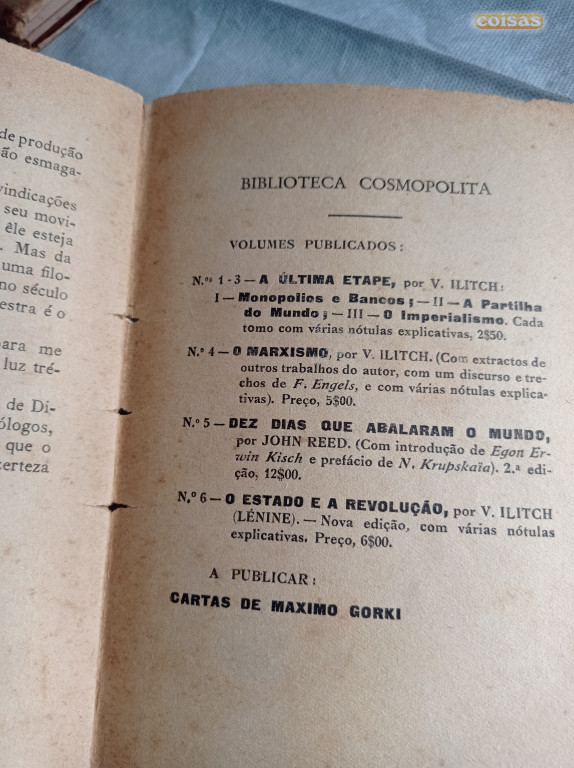 coisas
de produção
ão esmaga-
vindicações
seu movi-
êle esteja
. Mas da
uma filo-
no século
estra é o
para me
luz tré-
de Di-
ólogos,
que o
certeza
BIBLIOTECA COSMOPOLITA
VOLUMES PUBLICADOS:
N.ºˢ 1-3 — A ÚLTIMA ETAPE, por V. ILITCH:
I — Monopolios e Bancos; — II — A Partilha
do Mundo; — III — O Imperialismo. Cada
tomo com várias nótulas explicativas, 2$50.
N.º 4 — O MARXISMO, por V. ILITCH. (Com extractos de
outros trabalhos do autor, com um discurso e tre-
chos de F. Engels, e com várias nótulas explica-
tivas). Preço, 5$00.
N.º 5 — DEZ DIAS QUE ABALARAM O MUNDO,
por JOHN REED. (Com introdução de Egon Er-
win Kisch e prefácio de N. Krupskaïa). 2.ª edi-
ção, 12$00.
N.º 6 — O ESTADO E A REVOLUÇÃO, por V. ILITCH
(LÉNINE). — Nova edição, com várias nótulas
explicativas. Preço, 6$00.
A PUBLICAR:
CARTAS DE MAXIMO GORKI